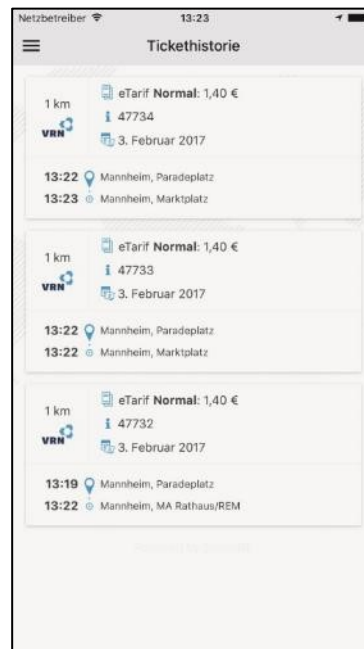 Netzbetreiber 13:23
Tickethistorie
1 km
VRN
eTarif Normal: 1,40 €
47734
3. Februar 2017
13:22 Mannheim, Paradeplatz
13:23 Mannheim, Marktplatz
1 km
VRN
eTarif Normal: 1,40 €
47733
3. Februar 2017
13:22 Mannheim, Paradeplatz
13:22 Mannheim, Marktplatz
1 km
VRN
eTarif Normal: 1,40 €
47732
3. Februar 2017
13:19 Mannheim, Paradeplatz
13:22 Mannheim, MA Rathaus/REM